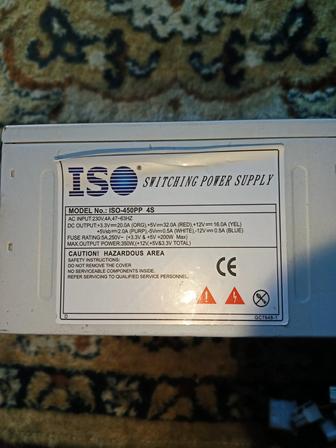 ISO SWITCHING POWER SUPPLY
MODEL No.: ISO-450PP 4S
AC INPUT:230V,4A,47~63HZ
DC OUTPUT:+3.3V⎓20.0A (ORG),+5V⎓32.0A (RED),+12V⎓16.0A (YEL)
+5Vsb⎓2.0A (PURP),-5V⎓0.5A (WHITE),-12V⎓0.5A (BLUE)
FUSE RATING:5A,250V~ (+3.3V & +5V =200W Max)
MAX.OUTPUT POWER:350W,(+12V,+5V&3.3V TOTAL)
CAUTION! HAZARDOUS AREA
SAFETY INSTRUCTIONS:
DO NOT REMOVE THE COVER
NO SERVICEABLE COMPONENTS INSIDE.
REFER SERVICING TO QUALIFIED SERVICE PERSONNEL.
CE